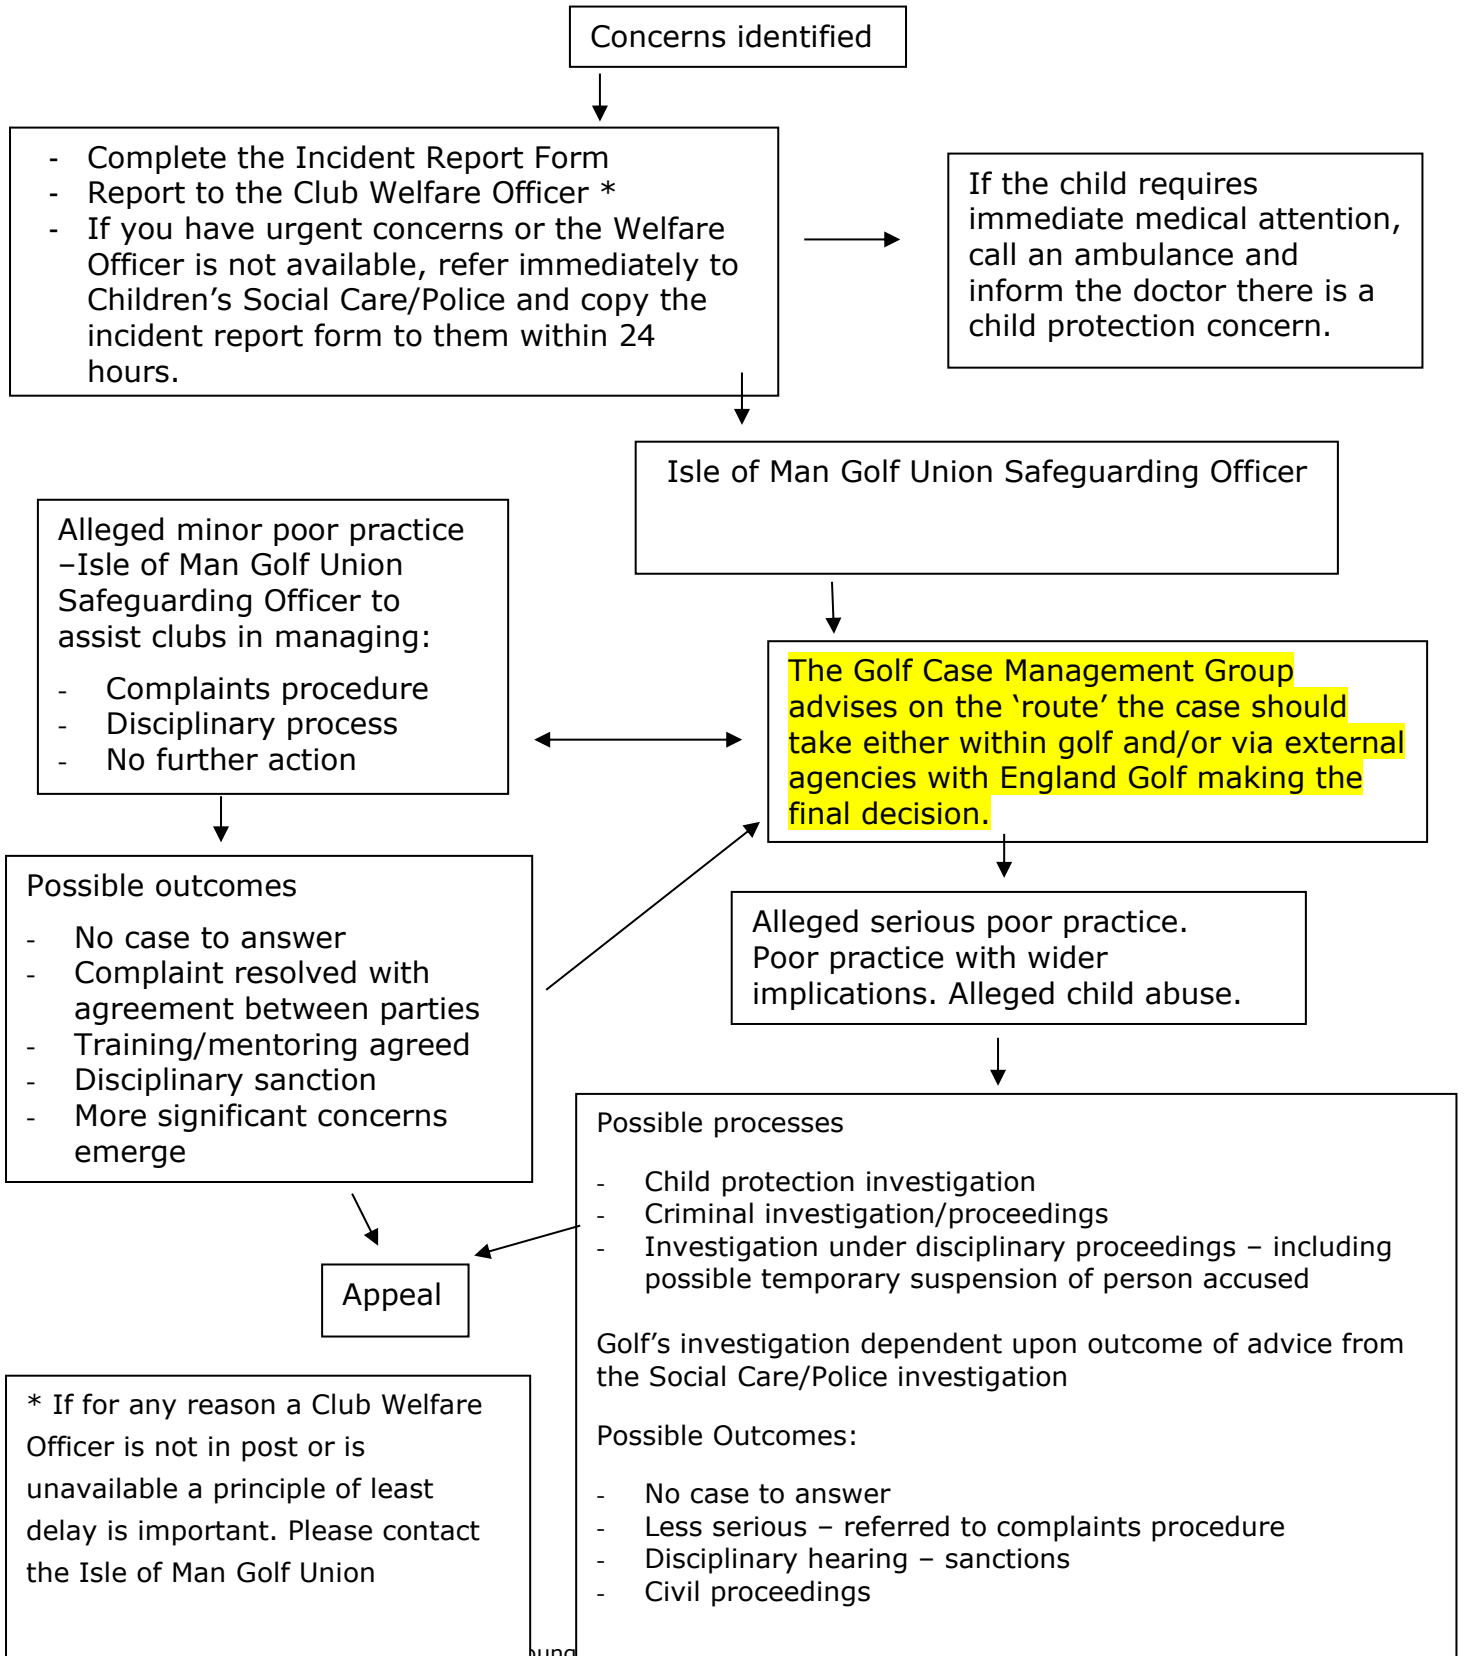 Concerns identified
- Complete the Incident Report Form
- Report to the Club Welfare Officer *
- If you have urgent concerns or the Welfare
Officer is not available, refer immediately to
Children’s Social Care/Police and copy the
incident report form to them within 24
hours.
If the child requires
immediate medical attention,
call an ambulance and
inform the doctor there is a
child protection concern.
Isle of Man Golf Union Safeguarding Officer
Alleged minor poor practice
–Isle of Man Golf Union
Safeguarding Officer to
assist clubs in managing:
- Complaints procedure
- Disciplinary process
- No further action
The Golf Case Management Group
advises on the ‘route’ the case should
take either within golf and/or via external
agencies with England Golf making the
final decision.
Possible outcomes
- No case to answer
- Complaint resolved with
agreement between parties
- Training/mentoring agreed
- Disciplinary sanction
- More significant concerns
emerge
Alleged serious poor practice.
Poor practice with wider
implications. Alleged child abuse.
Possible processes
- Child protection investigation
- Criminal investigation/proceedings
- Investigation under disciplinary proceedings – including
possible temporary suspension of person accused
Golf’s investigation dependent upon outcome of advice from
the Social Care/Police investigation
Possible Outcomes:
- No case to answer
- Less serious – referred to complaints procedure
- Disciplinary hearing – sanctions
- Civil proceedings
Appeal
* If for any reason a Club Welfare
Officer is not in post or is
unavailable a principle of least
delay is important. Please contact
the Isle of Man Golf Union